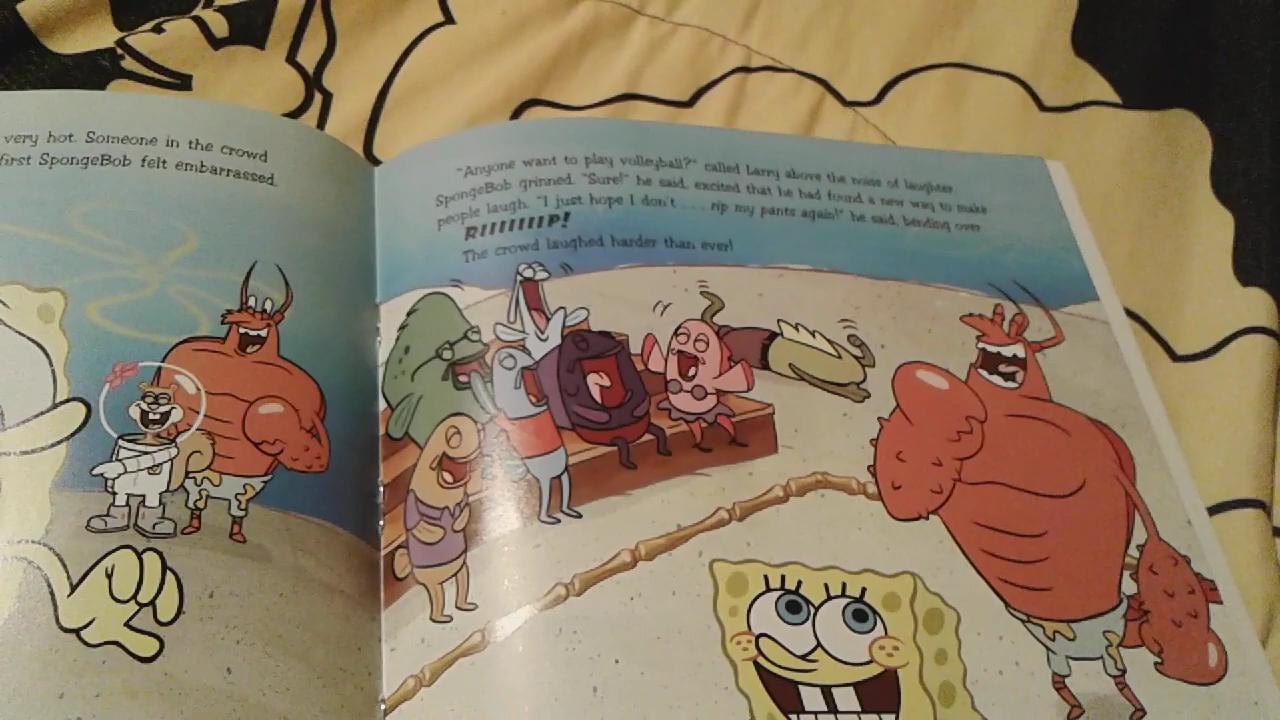 very hot. Someone in the crowd
first SpongeBob felt embarrassed.
"Anyone want to play volleyball?" called Larry above the noise of laughter.
SpongeBob grinned. "Sure!" he said, excited that he had found a new way to make
people laugh. "I just hope I don't . . . rip my pants again!" he said, bending over.
RIIIIIIIP!
The crowd laughed harder than ever!